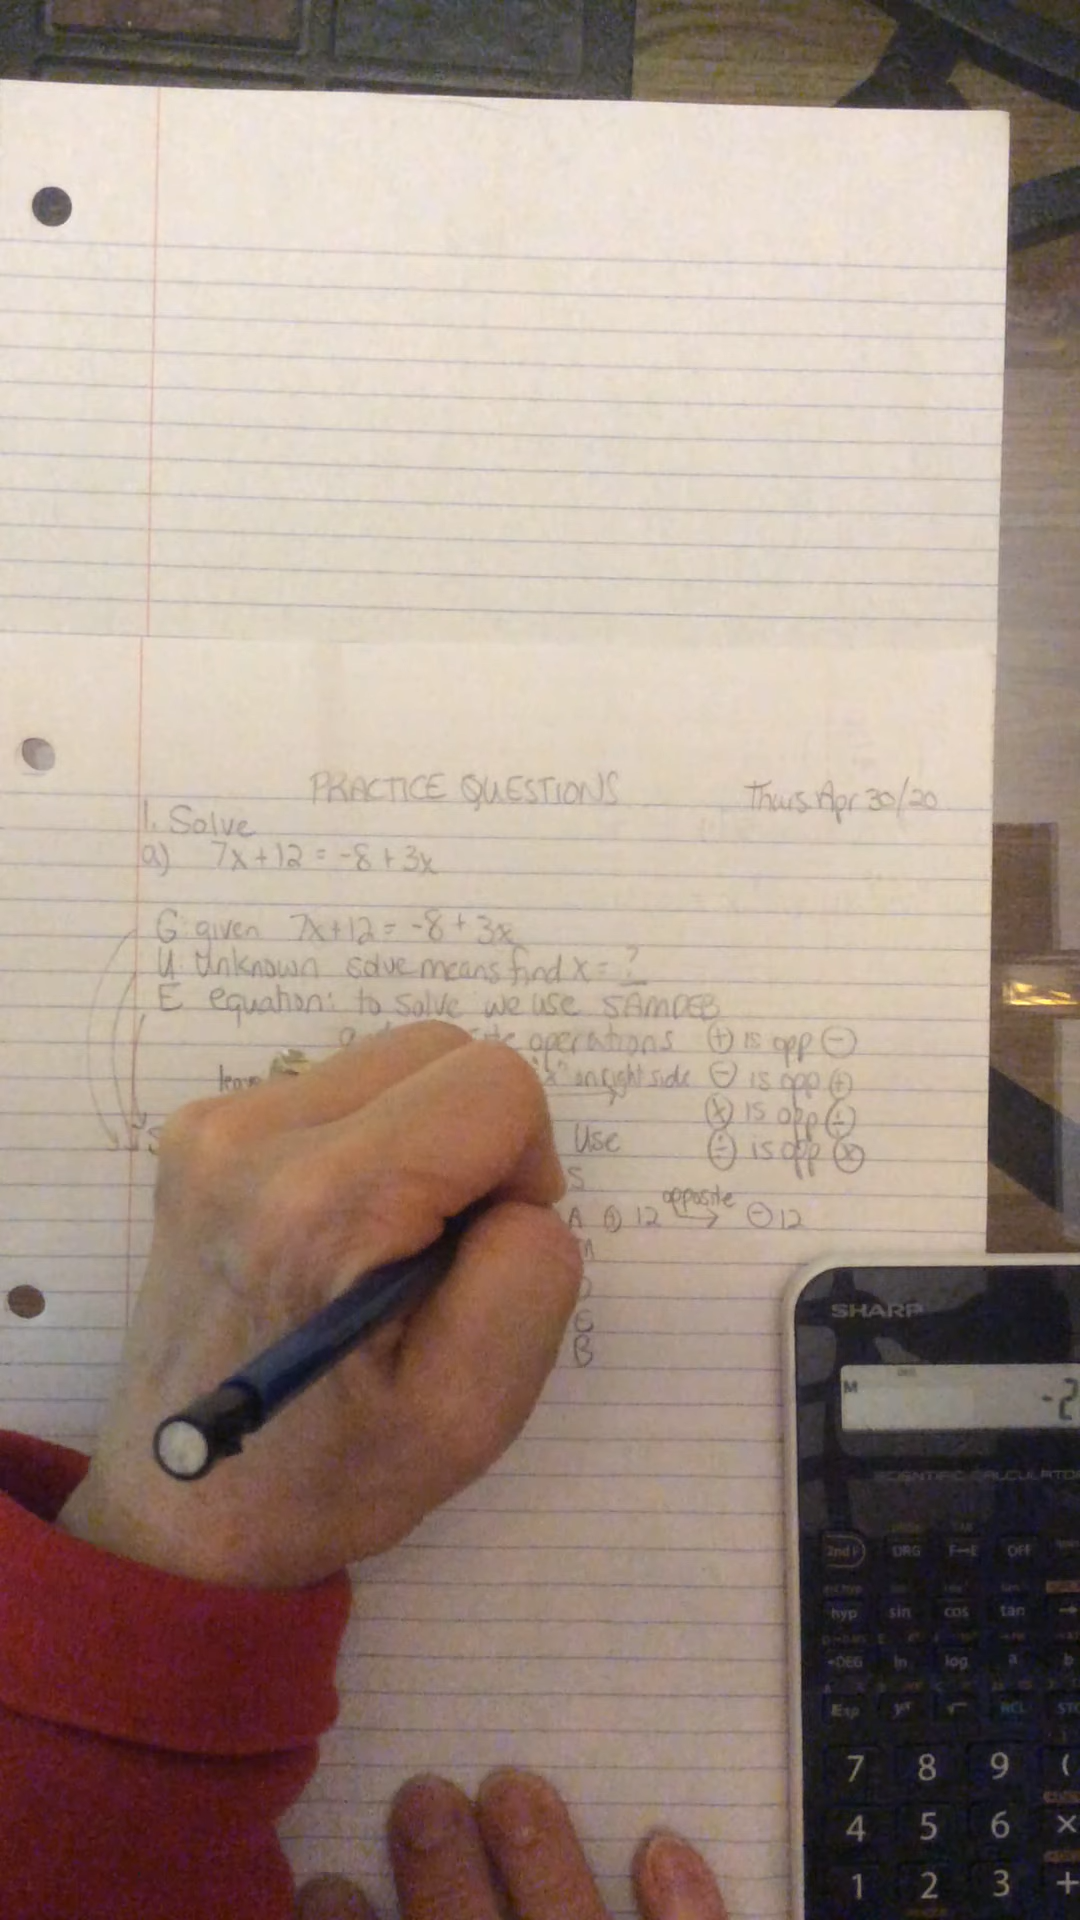 PRACTICE QUESTIONS Thurs Apr 30/20
1. Solve
a) 7x+12 = -8 + 3x
G: given 7x+12 = -8 + 3x
U: unknown solve means find x = ?
E equation: to solve we use SAMDEB
operations (+) is opp (-)
"x" on right side (-) is opp (+)
(x) is opp (÷)
Use (÷) is opp (x)
S
opposite
A (+) 12 → (-) 12
M
D
E
B
SHARP
M -2
SCIENTIFIC CALCULATOR
2ndF DRG F↔E OFF
hyp sin cos tan →
→DEG ln log a b
Exp yˣ √ RCL STO
7 8 9 (
4 5 6 ×
1 2 3 +